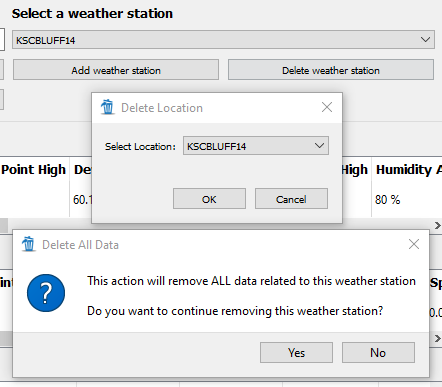 Select a weather station
KSCBLUFF14
Add weather station
Delete weather station
Delete Location
Select Location: KSCBLUFF14
Point High
High
Humidity
60.1
80 %
OK
Cancel
Delete All Data
This action will remove ALL data related to this weather station
Do you want to continue removing this weather station?
Yes
No